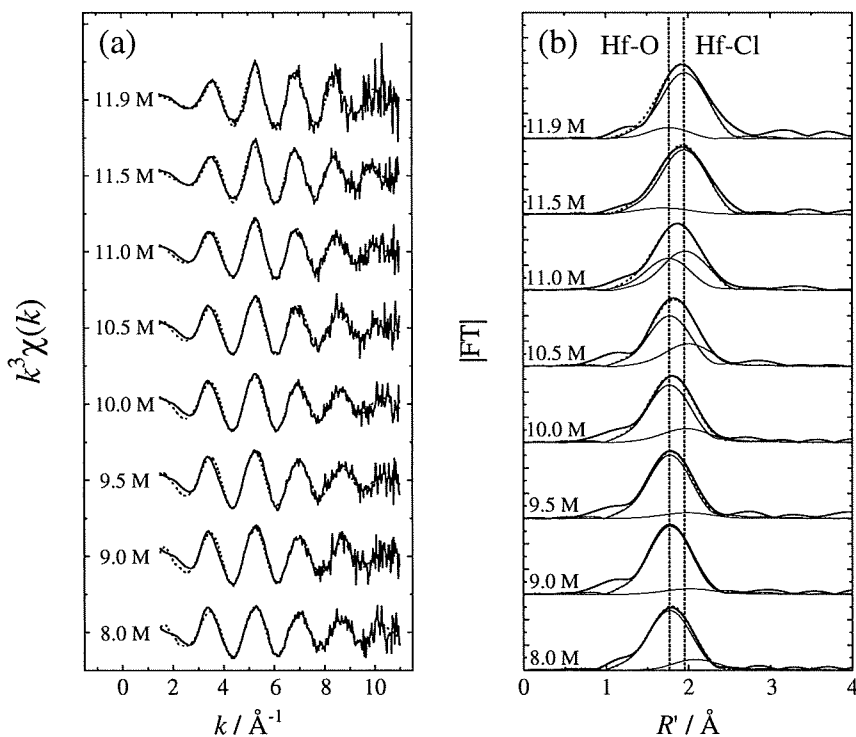 (a)
11.9 M
11.5 M
11.0 M
10.5 M
10.0 M
9.5 M
9.0 M
8.0 M
k³χ(k)
0 2 4 6 8 10
k / Å⁻¹
(b)
Hf-O Hf-Cl
11.9 M
11.5 M
11.0 M
10.5 M
10.0 M
9.5 M
9.0 M
8.0 M
|FT|
0 1 2 3 4
R' / Å